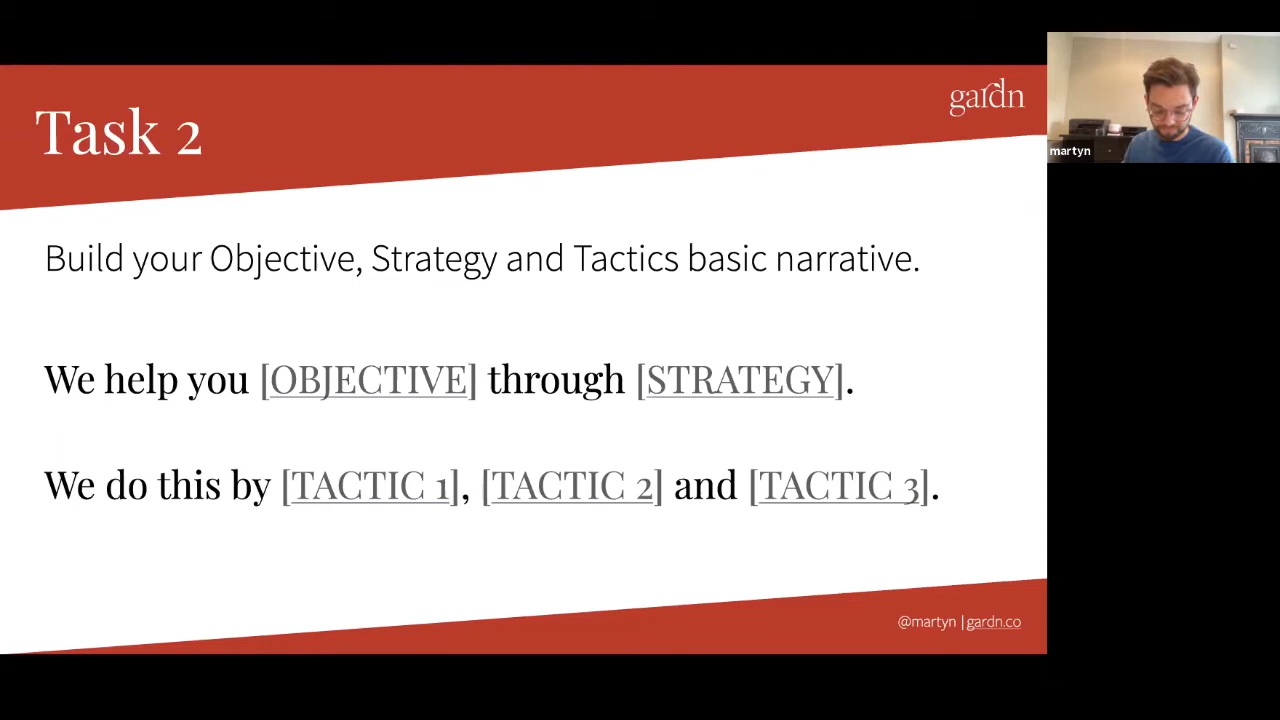 Task 2
gardn
martyn
Build your Objective, Strategy and Tactics basic narrative.
We help you [OBJECTIVE] through [STRATEGY].
We do this by [TACTIC 1], [TACTIC 2] and [TACTIC 3].
@martyn | gardn.co